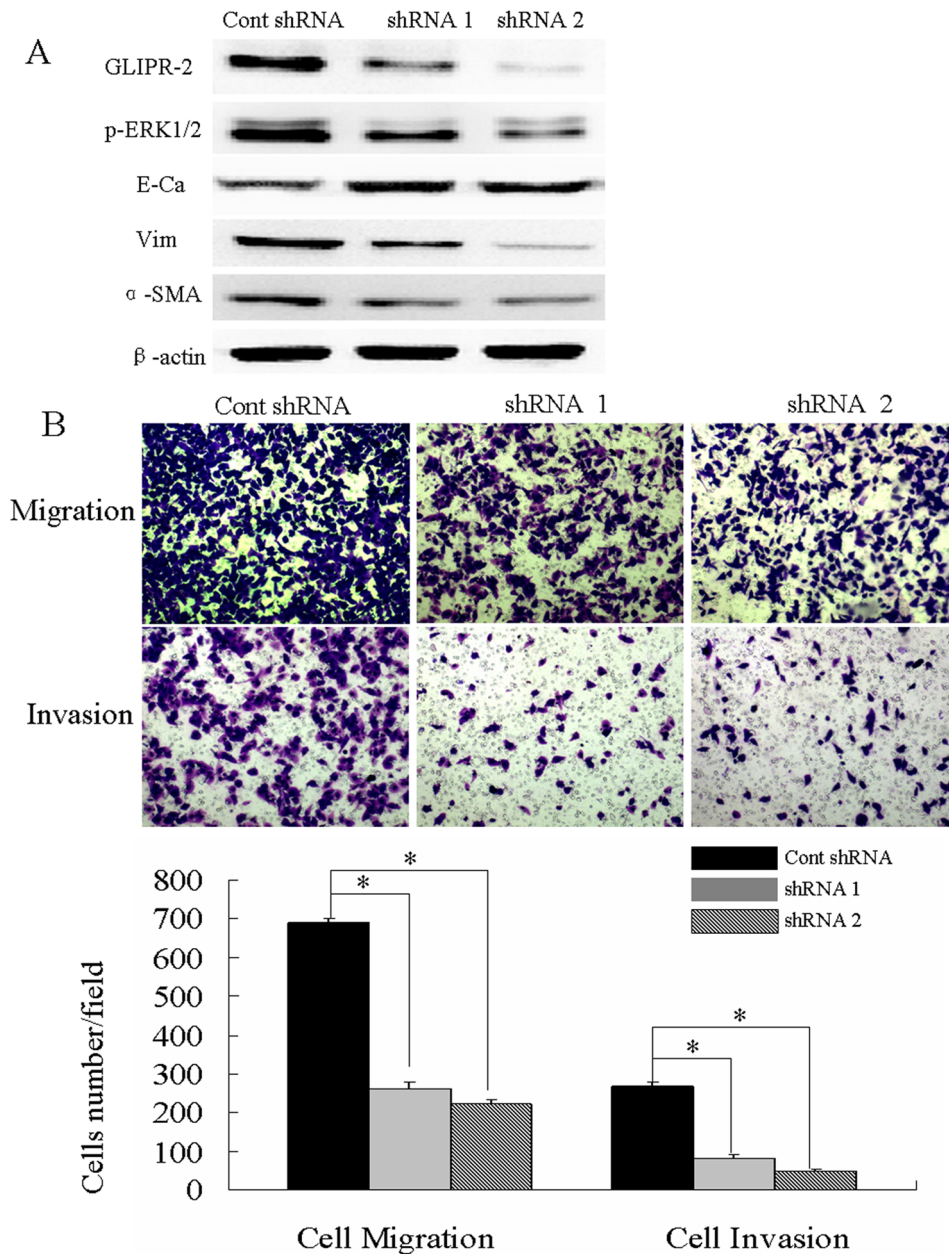 A
Cont shRNA shRNA 1 shRNA 2
GLIPR-2
p-ERK1/2
E-Ca
Vim
α-SMA
β-actin
B
Cont shRNA shRNA 1 shRNA 2
Migration
Invasion
Cont shRNA
shRNA 1
shRNA 2
Cells number/field
800
700
600
500
400
300
200
100
0
* *
* *
Cell Migration Cell Invasion